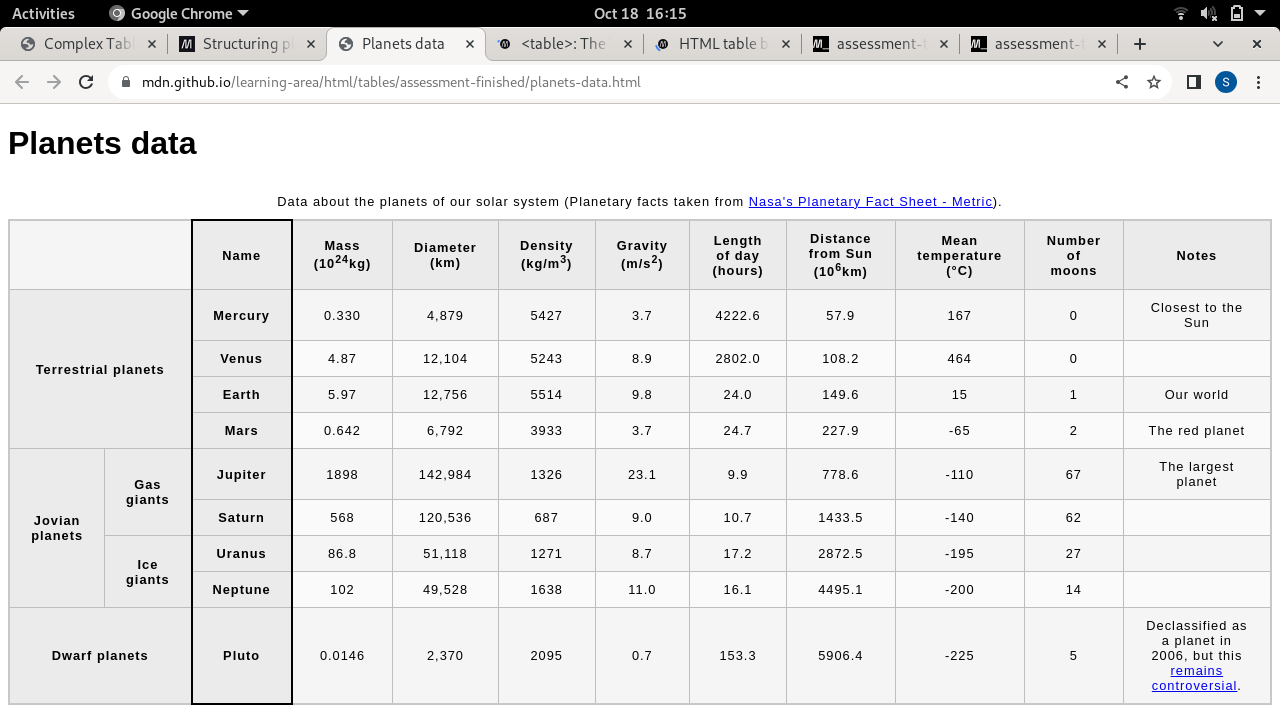 Activities Google Chrome Oct 18 16:15
Complex Tab Structuring p Planets data <table>: The HTML table b assessment-t assessment-t
mdn.github.io/learning-area/html/tables/assessment-finished/planets-data.html S
Planets data
Data about the planets of our solar system (Planetary facts taken from Nasa's Planetary Fact Sheet - Metric).
Name Mass (10²⁴kg) Diameter (km) Density (kg/m³) Gravity (m/s²) Length of day (hours) Distance from Sun (10⁶km) Mean temperature (°C) Number of moons Notes
Terrestrial planets Mercury 0.330 4,879 5427 3.7 4222.6 57.9 167 0 Closest to the Sun
Venus 4.87 12,104 5243 8.9 2802.0 108.2 464 0
Earth 5.97 12,756 5514 9.8 24.0 149.6 15 1 Our world
Mars 0.642 6,792 3933 3.7 24.7 227.9 -65 2 The red planet
Jovian planets Gas giants Jupiter 1898 142,984 1326 23.1 9.9 778.6 -110 67 The largest planet
Saturn 568 120,536 687 9.0 10.7 1433.5 -140 62
Ice giants Uranus 86.8 51,118 1271 8.7 17.2 2872.5 -195 27
Neptune 102 49,528 1638 11.0 16.1 4495.1 -200 14
Dwarf planets Pluto 0.0146 2,370 2095 0.7 153.3 5906.4 -225 5 Declassified as a planet in 2006, but this remains controversial.